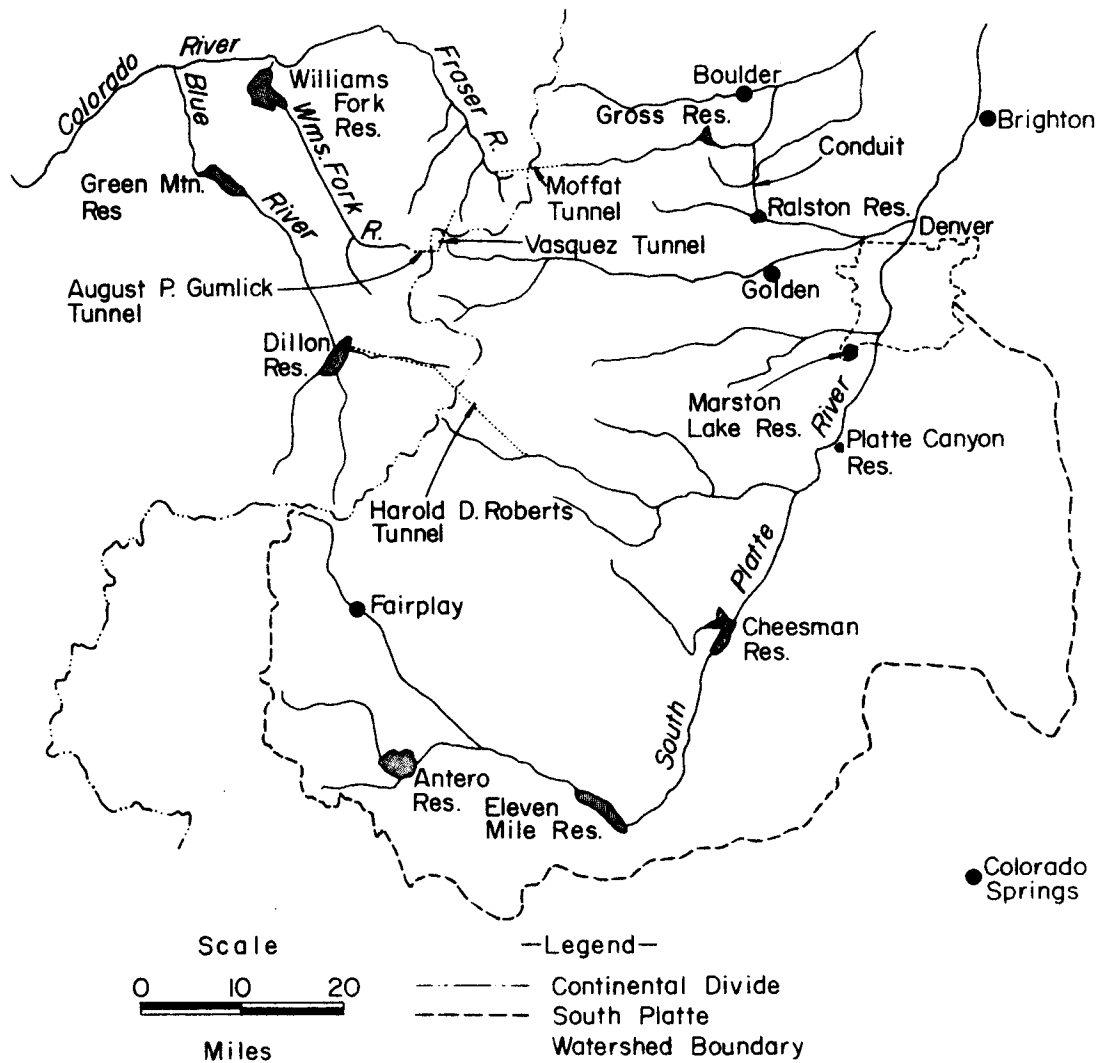 Colorado River
Blue River
Williams
Fork
Res.
Wms. Fork R.
Fraser R.
Boulder
Gross Res.
Brighton
Conduit
Green Mtn.
Res
Moffat
Tunnel
Ralston Res.
Denver
Vasquez Tunnel
August P. Gumlick
Tunnel
Golden
Dillon
Res.
Marston
Lake Res.
Platte Canyon
Res.
Harold D. Roberts
Tunnel
South Platte River
Fairplay
Cheesman
Res.
Antero
Res.
Eleven
Mile Res.
Colorado
Springs
Scale
0 10 20
Miles
—Legend—
Continental Divide
South Platte
Watershed Boundary